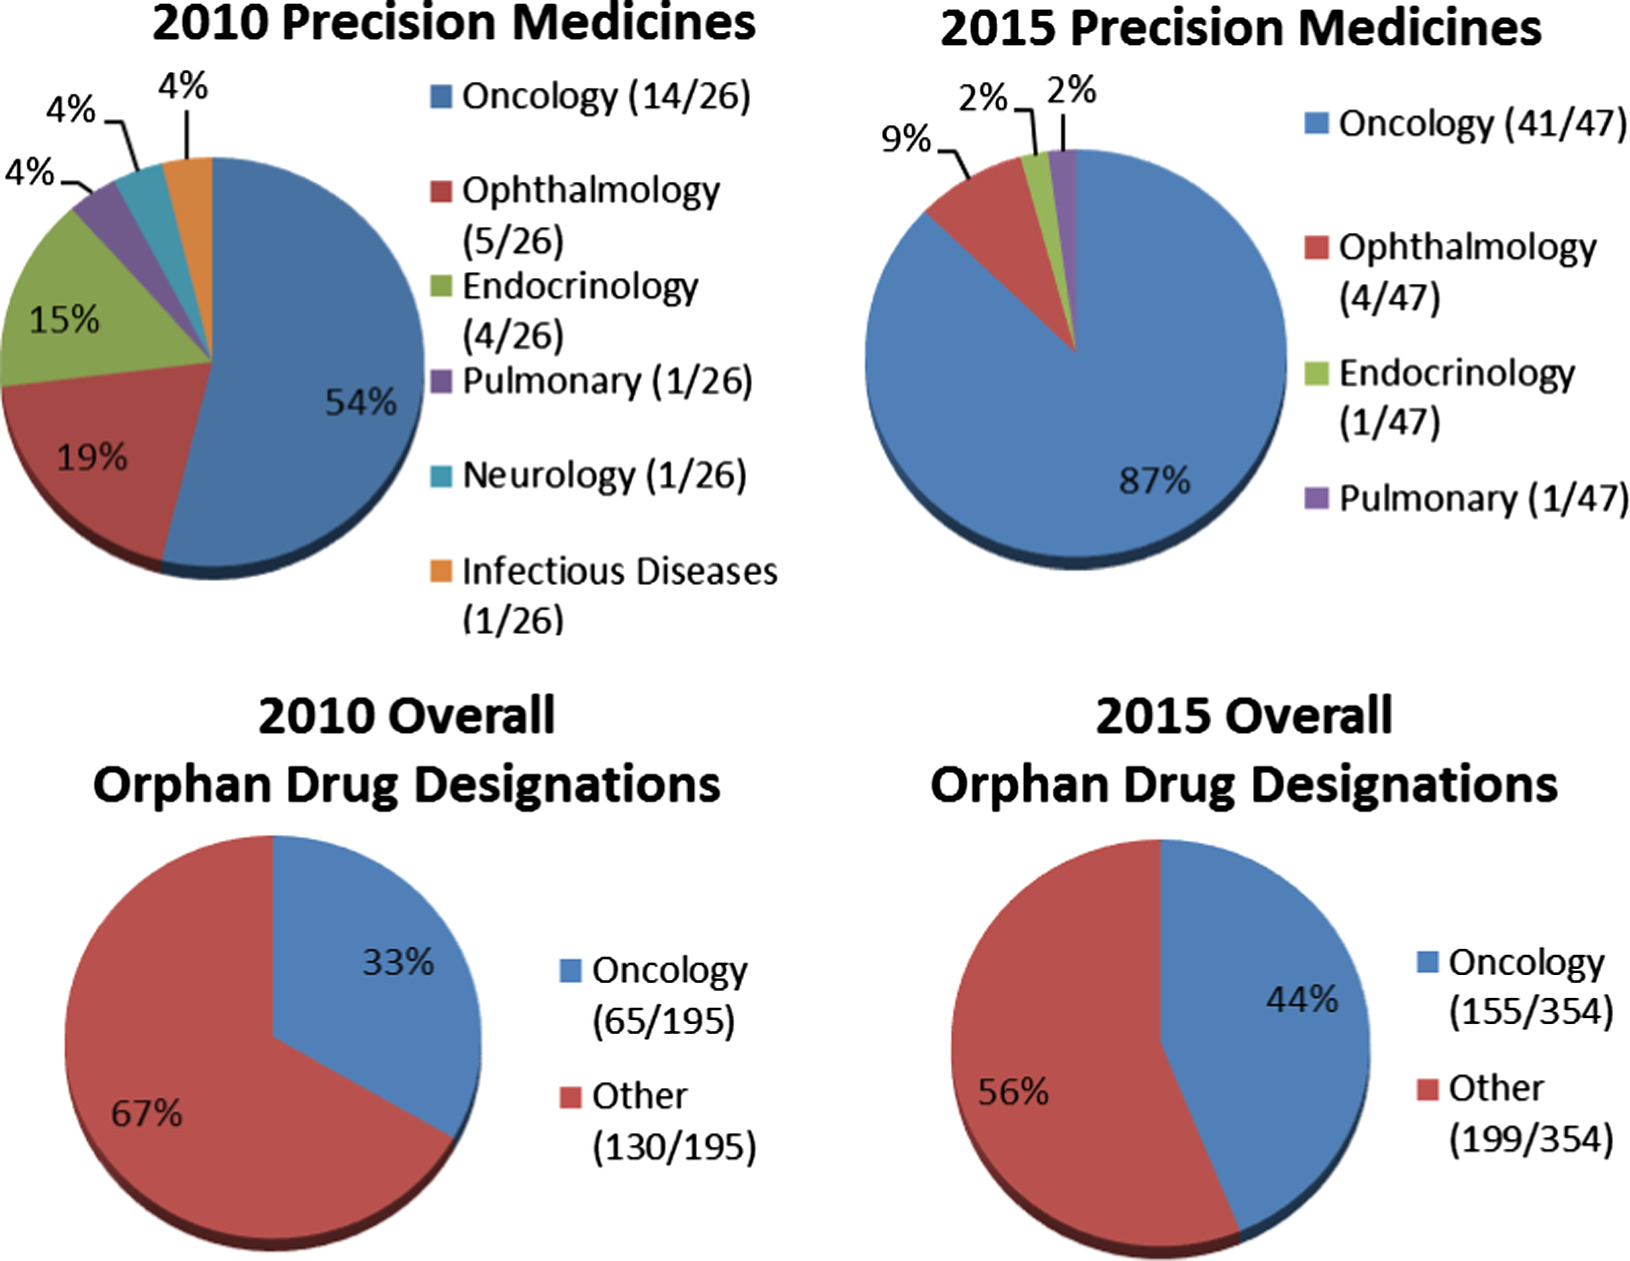 2010 Precision Medicines
4%
4%
4%
15%
19%
54%
Oncology (14/26)
Ophthalmology
(5/26)
Endocrinology
(4/26)
Pulmonary (1/26)
Neurology (1/26)
Infectious Diseases
(1/26)
2015 Precision Medicines
2%
2%
9%
87%
Oncology (41/47)
Ophthalmology
(4/47)
Endocrinology
(1/47)
Pulmonary (1/47)
2010 Overall
Orphan Drug Designations
33%
67%
Oncology
(65/195)
Other
(130/195)
2015 Overall
Orphan Drug Designations
44%
56%
Oncology
(155/354)
Other
(199/354)